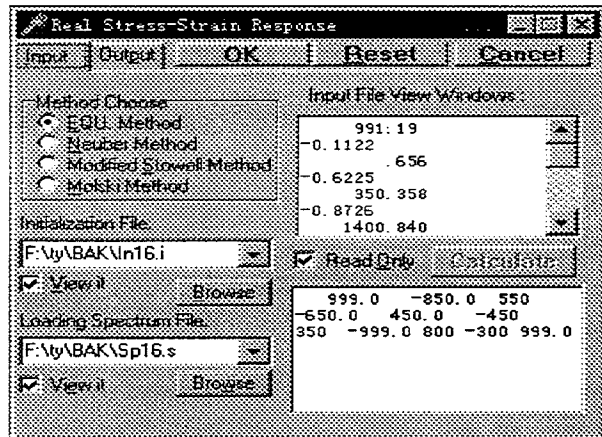 Real Stress-Strain Response
Input Output OK Reset Cancel
Method Choose
EQU. Method
Neuber Method
Modified Stowell Method
Molski Method
Initialization File.
F:\ty\BAK\In16.i
View it Browse
Loading Spectrum File.
F:\ty\BAK\Sp16.s
View it Browse
Input File View Windows :
991:19
-0.1122
.656
-0.6225
350.358
-0.8726
1400.840
Read Only Calculate
999.0 -850.0 550
-650.0 450.0 -450
350 -999.0 800 -300 999.0